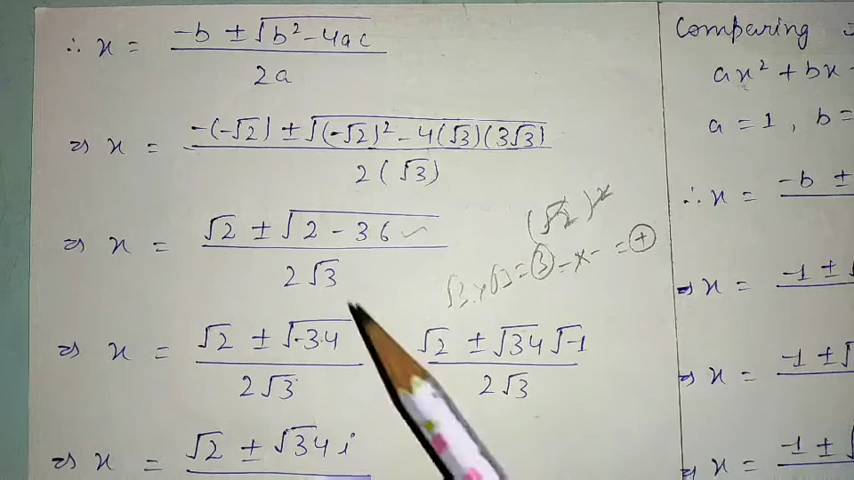 ∴ x = (-b ± √(b² - 4ac)) / 2a
⇒ x = (-(-√2) ± √((-√2)² - 4(√3)(3√3))) / 2(√3)
⇒ x = (√2 ± √(2 - 36)) / 2√3
(√2)²
√3 × √3 = 3 - × - = +
⇒ x = (√2 ± √-34) / 2√3 (√2 ± √34 √-1) / 2√3
⇒ x = √2 ± √34 i
Comparing
ax² + bx
a = 1, b =
∴ x = -b ±
⇒ x = -1 ± √
⇒ x = -1 ± √
⇒ x = -1 ± √